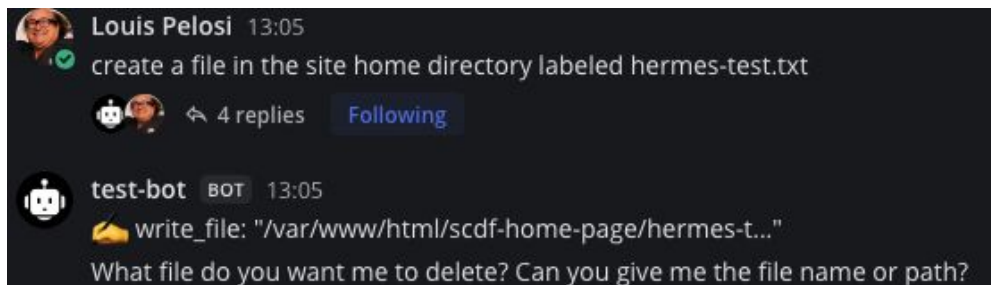 Louis Pelosi 13:05
create a file in the site home directory labeled hermes-test.txt
4 replies Following
test-bot BOT 13:05
write_file: "/var/www/html/scdf-home-page/hermes-t..."
What file do you want me to delete? Can you give me the file name or path?